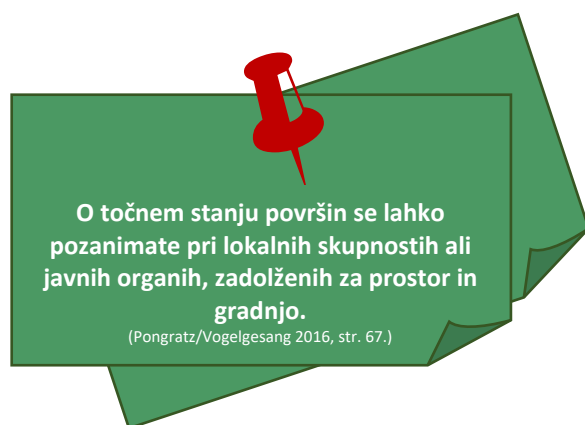 O točnem stanju površin se lahko
pozanimate pri lokalnih skupnostih ali
javnih organih, zadolženih za prostor in
gradnjo.
(Pongratz/Vogelgesang 2016, str. 67.)